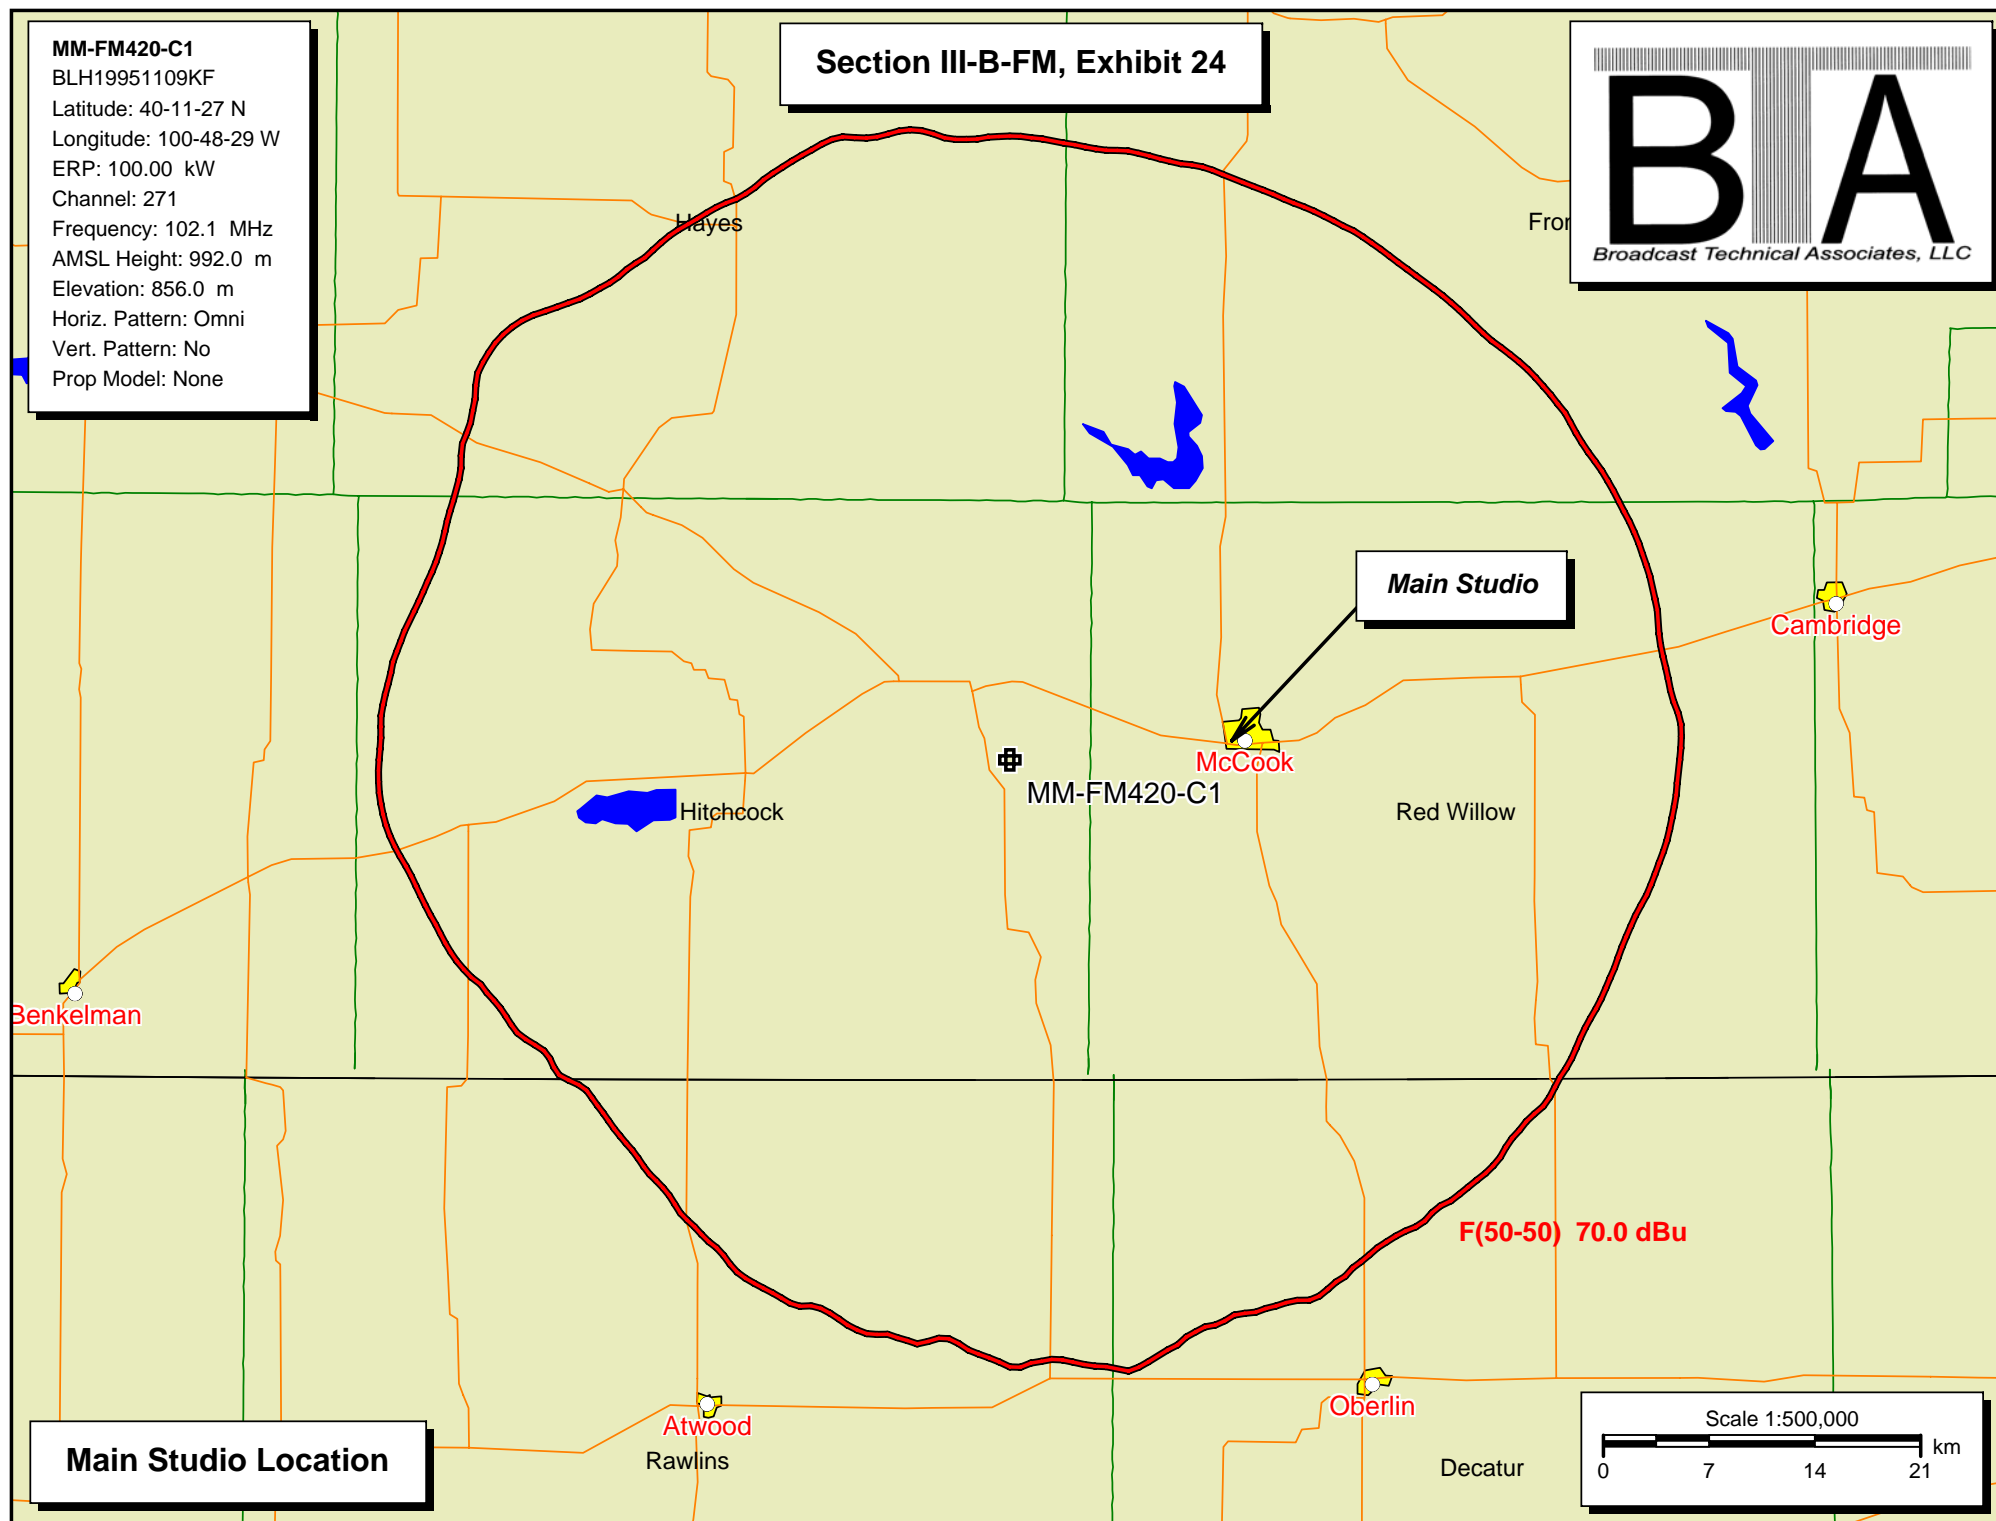 MM-FM420-C1
BLH19951109KF
Latitude: 40-11-27 N
Longitude: 100-48-29 W
ERP: 100.00 kW
Channel: 271
Frequency: 102.1 MHz
AMSL Height: 992.0 m
Elevation: 856.0 m
Horiz. Pattern: Omni
Vert. Pattern: No
Prop Model: None
Section III-B-FM, Exhibit 24
BTA
Broadcast Technical Associates, LLC
Hayes
Main Studio
Cambridge
McCook
MM-FM420-C1
Hitchcock
Red Willow
Benkelman
F(50-50) 70.0 dBu
Atwood
Oberlin
Rawlins
Decatur
Main Studio Location
Scale 1:500,000
km
0 7 14 21